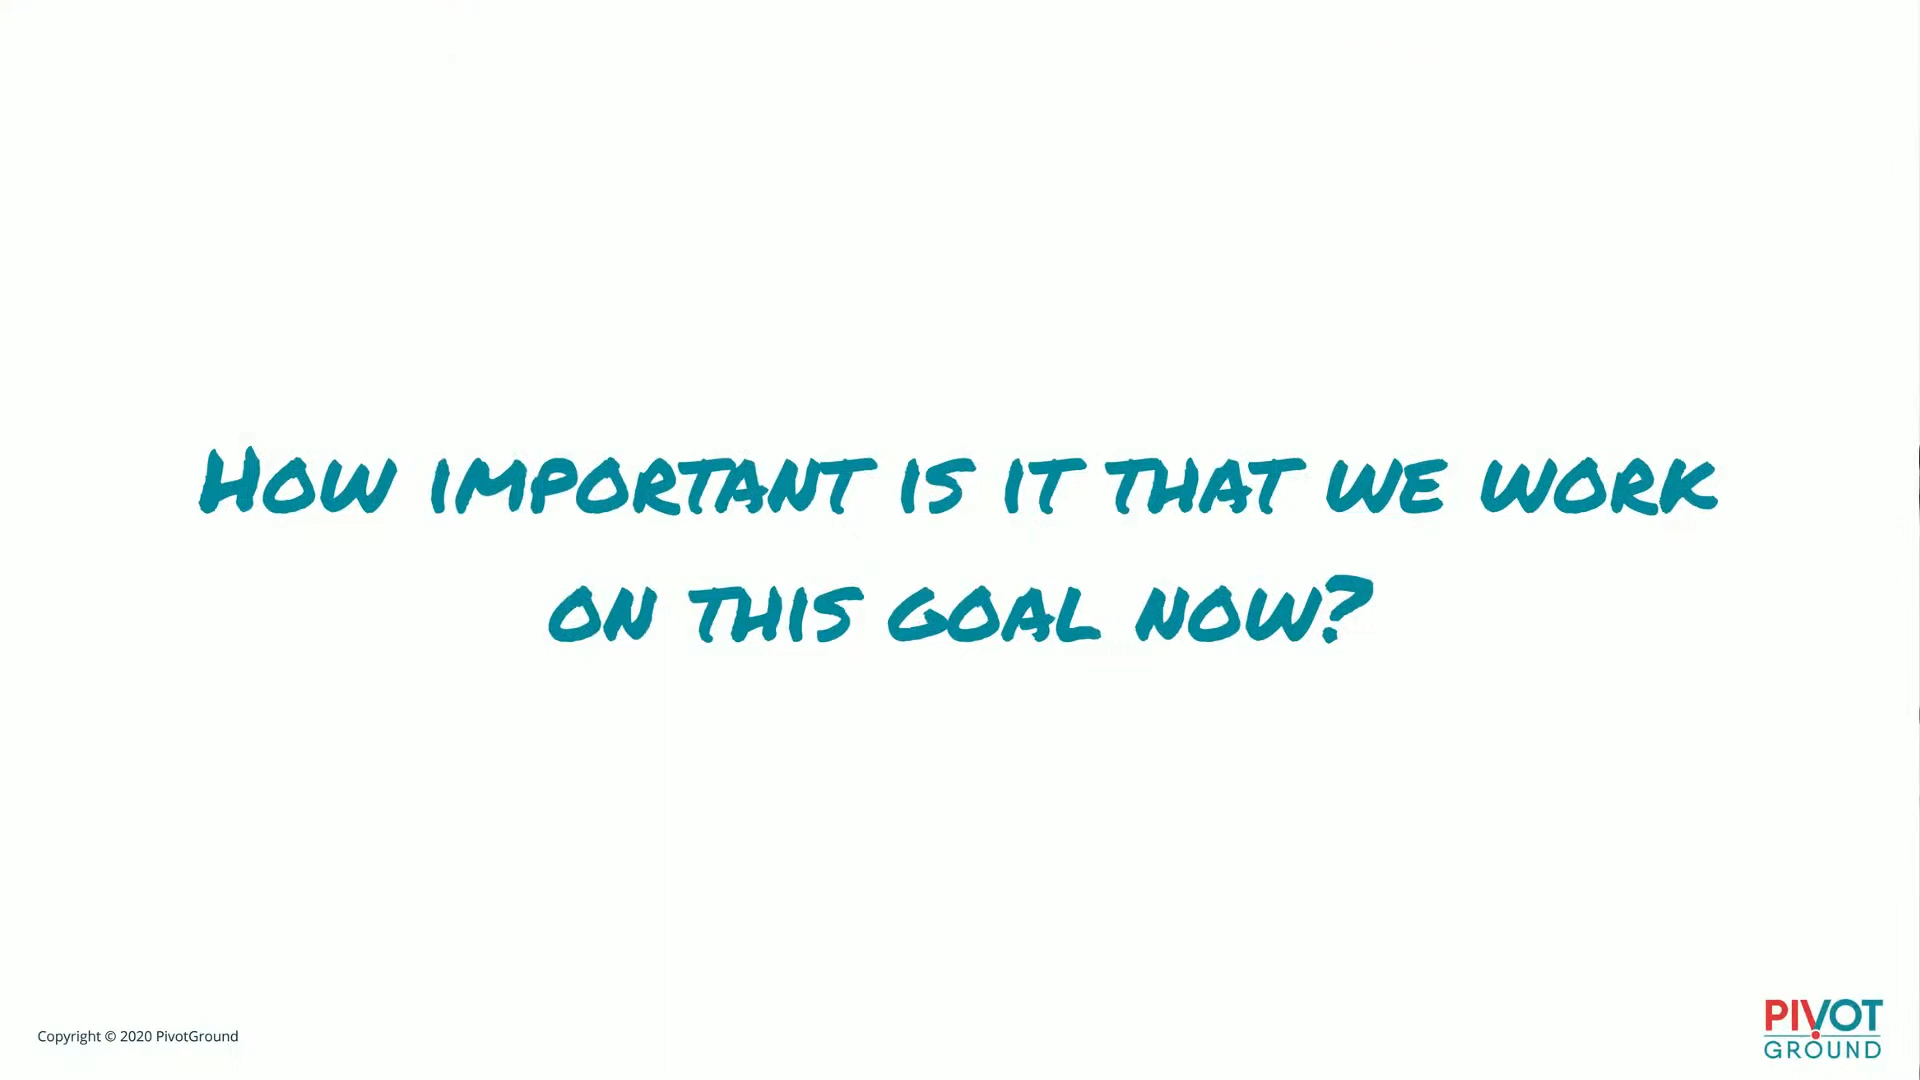 How important is it that we work
on this goal now?
Copyright © 2020 PivotGround
PIVOT
GROUND